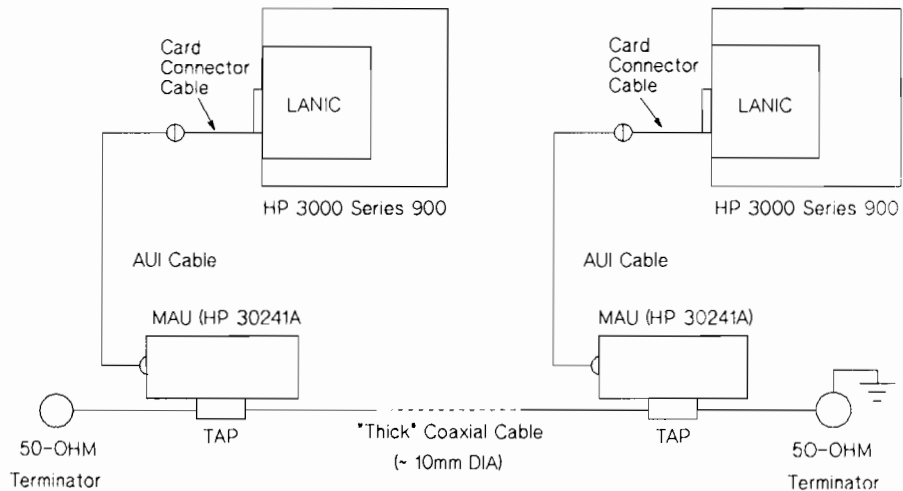 Card
Connector
Cable
LANIC
HP 3000 Series 900
AUI Cable
MAU (HP 30241A
TAP
50-OHM
Terminator
"Thick" Coaxial Cable
(~ 10mm DIA)
Card
Connector
Cable
LANIC
HP 3000 Series 900
AUI Cable
MAU (HP 30241A)
TAP
50-OHM
Terminator